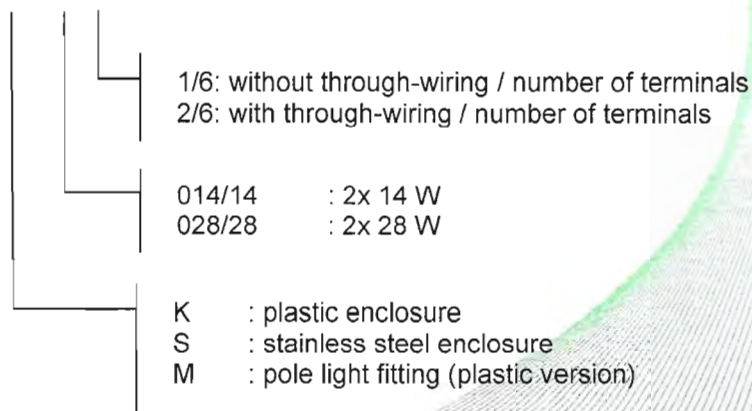 1/6: without through-wiring / number of terminals
2/6: with through-wiring / number of terminals
014/14 : 2x 14 W
028/28 : 2x 28 W
K : plastic enclosure
S : stainless steel enclosure
M : pole light fitting (plastic version)